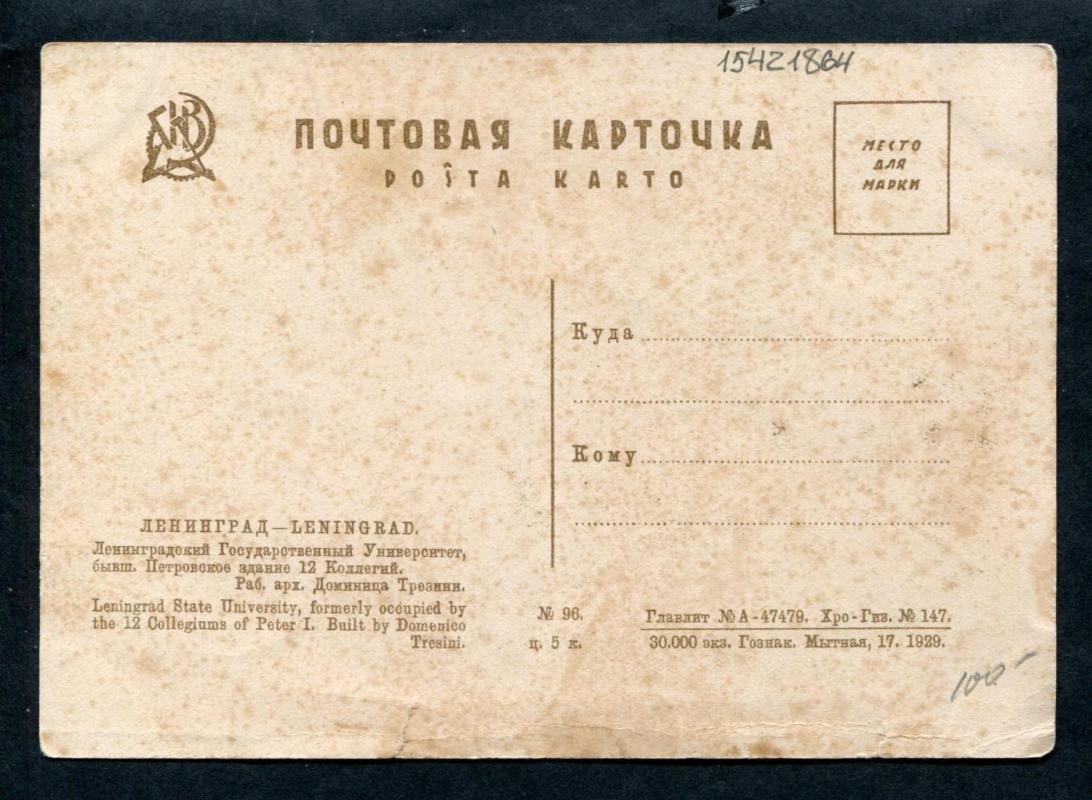 15421864
ПОЧТОВАЯ КАРТОЧКА
POŜTA KARTO
МЕСТО
ДЛЯ
МАРКИ
Куда
Кому
ЛЕНИНГРАД—LENINGRAD.
Ленинградский Государственный Университет,
бывш. Петровское здание 12 Коллегий.
Раб. арх. Доминица Трезини.
Leningrad State University, formerly occupied by
the 12 Collegiums of Peter I. Built by Domenico
Tresini.
№ 96.
ц. 5 к.
Главлит № А-47479. Хро-Гиз. № 147.
30.000 экз. Гознак. Мытная, 17. 1929.
100-